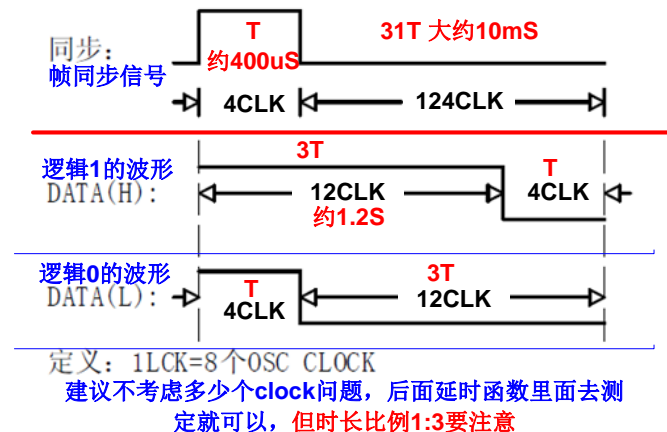 同步:
T
约400uS
31T 大约10mS
帧同步信号
4CLK
124CLK
逻辑1的波形
3T
T
DATA(H):
12CLK
4CLK
约1.2S
逻辑0的波形
T
3T
DATA(L):
4CLK
12CLK
定义: 1LCK=8个OSC CLOCK
建议不考虑多少个clock问题，后面延时函数里面去测
定就可以，但时长比例1:3要注意